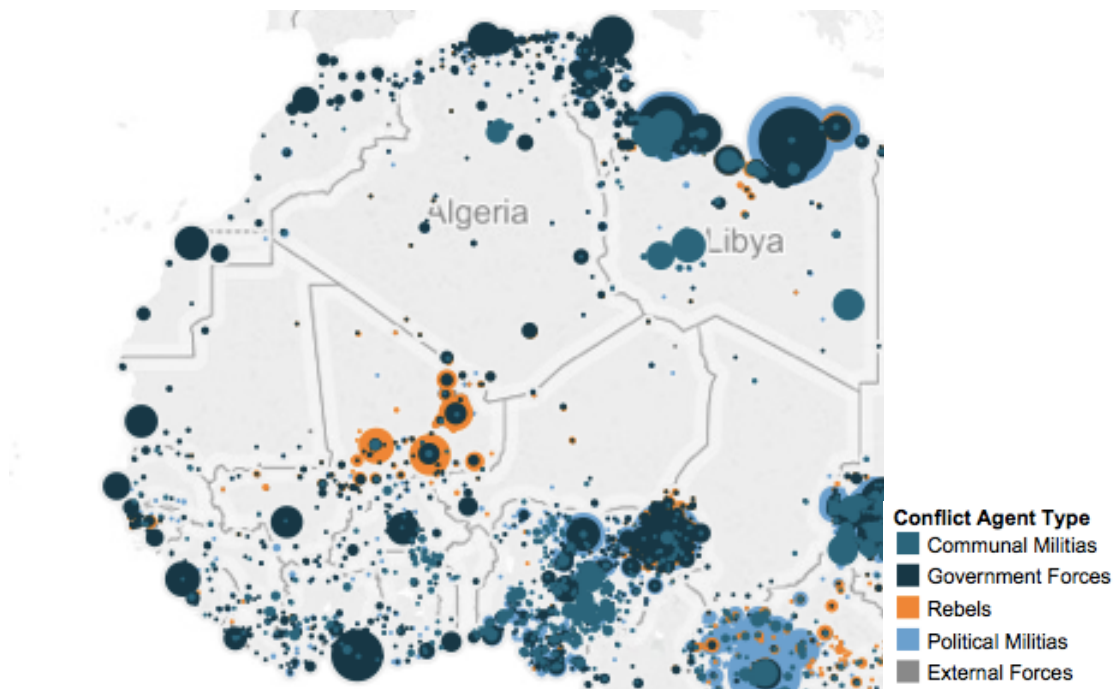 Algeria
Libya
Conflict Agent Type
Communal Militias
Government Forces
Rebels
Political Militias
External Forces